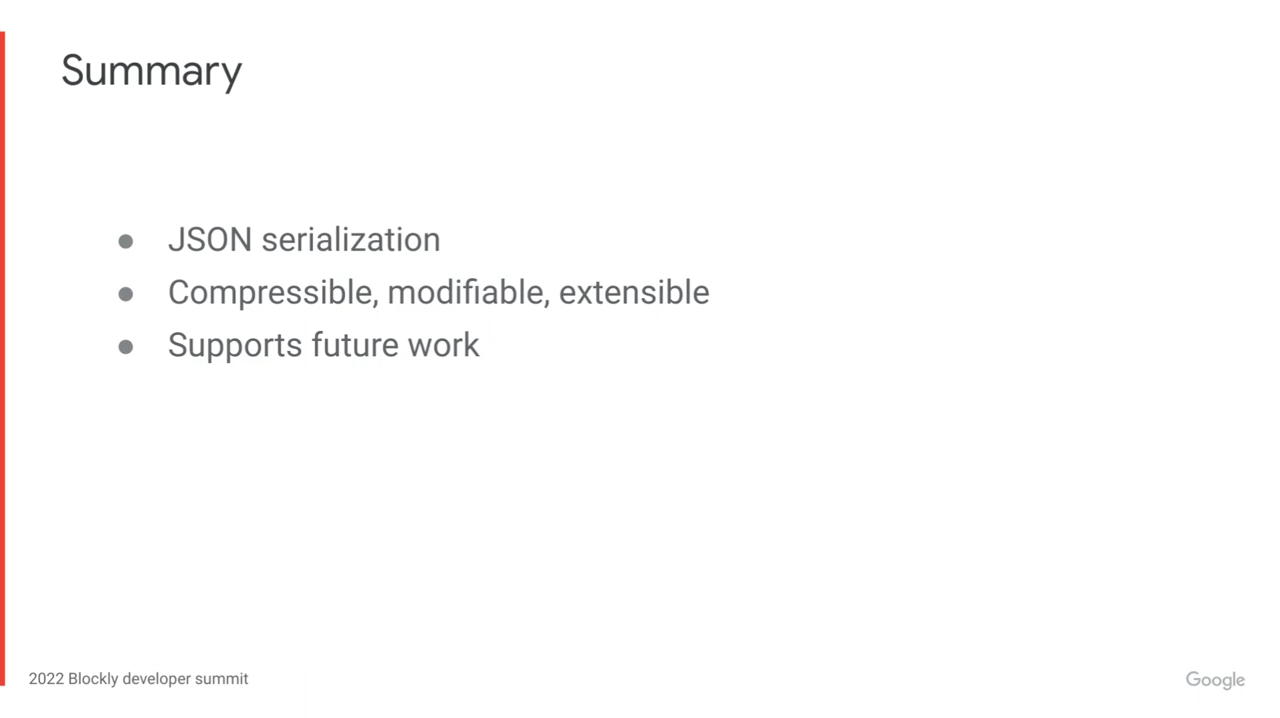 Summary
● JSON serialization
● Compressible, modifiable, extensible
● Supports future work
2022 Blockly developer summit
Google